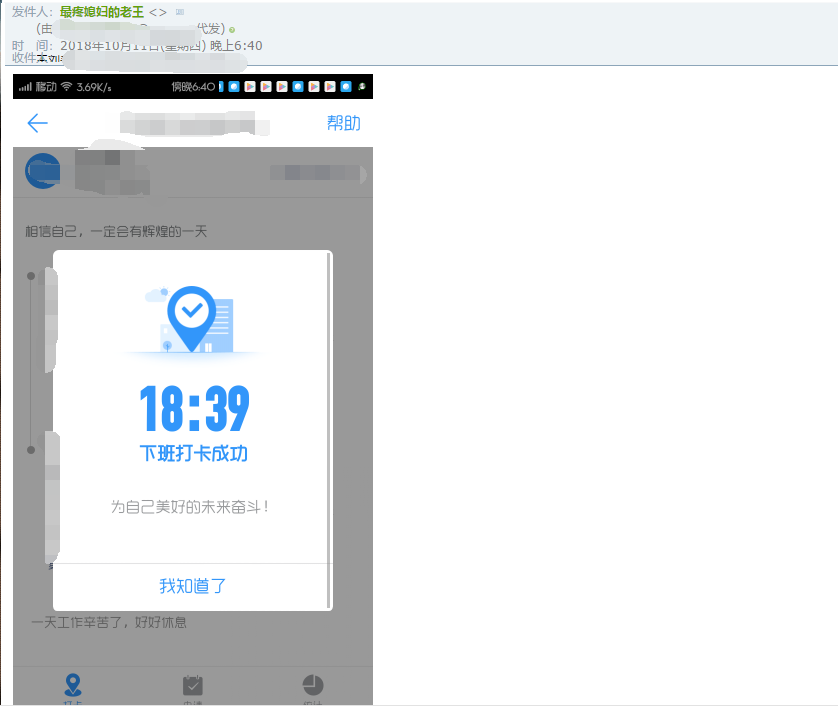 发件人：最疼媳妇的老王 <>
(由 代发)
时 间：2018年10月11日(星期四) 晚上6:40
收件人：
移动 3.69K/s 傍晚6:40
帮助
相信自己，一定会有辉煌的一天
18:39
下班打卡成功
为自己美好的未来奋斗！
我知道了
一天工作辛苦了，好好休息
打卡 申请 统计